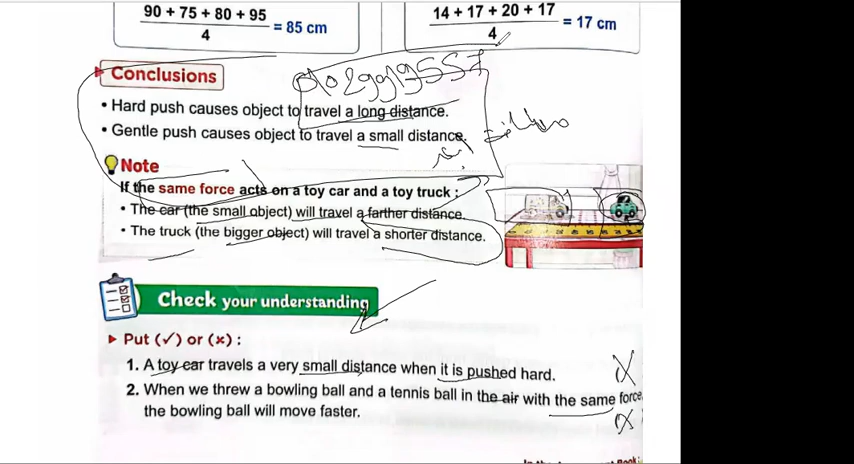 90 + 75 + 80 + 95
4
= 85 cm
14 + 17 + 20 + 17
4
= 17 cm
Conclusions
• Hard push causes object to travel a long distance.
• Gentle push causes object to travel a small distance.
Note
If the same force acts on a toy car and a toy truck :
• The car (the small object) will travel a farther distance.
• The truck (the bigger object) will travel a shorter distance.
Check your understanding
Put (✓) or (x) :
1. A toy car travels a very small distance when it is pushed hard. X
2. When we threw a bowling ball and a tennis ball in the air with the same force
the bowling ball will move faster. X